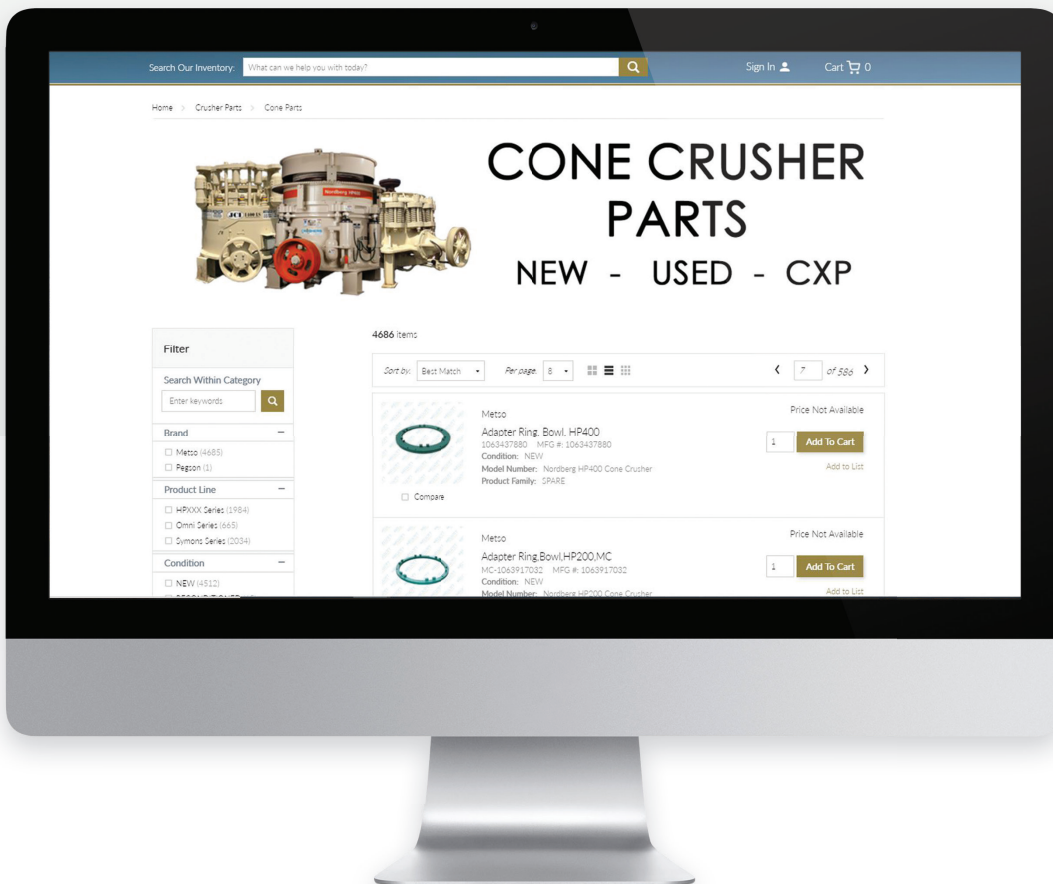 Search Our Inventory: What can we help you with today? Sign In Cart 0
Home > Crusher Parts > Cone Parts
CONE CRUSHER
PARTS
NEW - USED - CXP
JCI
Nordberg HP400
4686 items
Filter
Search Within Category
Enter keywords
Brand
Metso (4685)
Pegson (1)
Product Line
HPXXX Series (1984)
Omni Series (665)
Symons Series (2034)
Condition
NEW (4512)
Sort by: Best Match Per page: 8 7 of 586
Metso
Adapter Ring, Bowl, HP400
1063437880 MFG #: 1063437880
Condition: NEW
Model Number: Nordberg HP400 Cone Crusher
Product Family: SPARE
Compare
Price Not Available
1 Add To Cart
Add to List
Metso
Adapter Ring,Bowl,HP200,MC
MC-1063917032 MFG #: 1063917032
Condition: NEW
Model Number: Nordberg HP200 Cone Crusher
Price Not Available
1 Add To Cart
Add to List